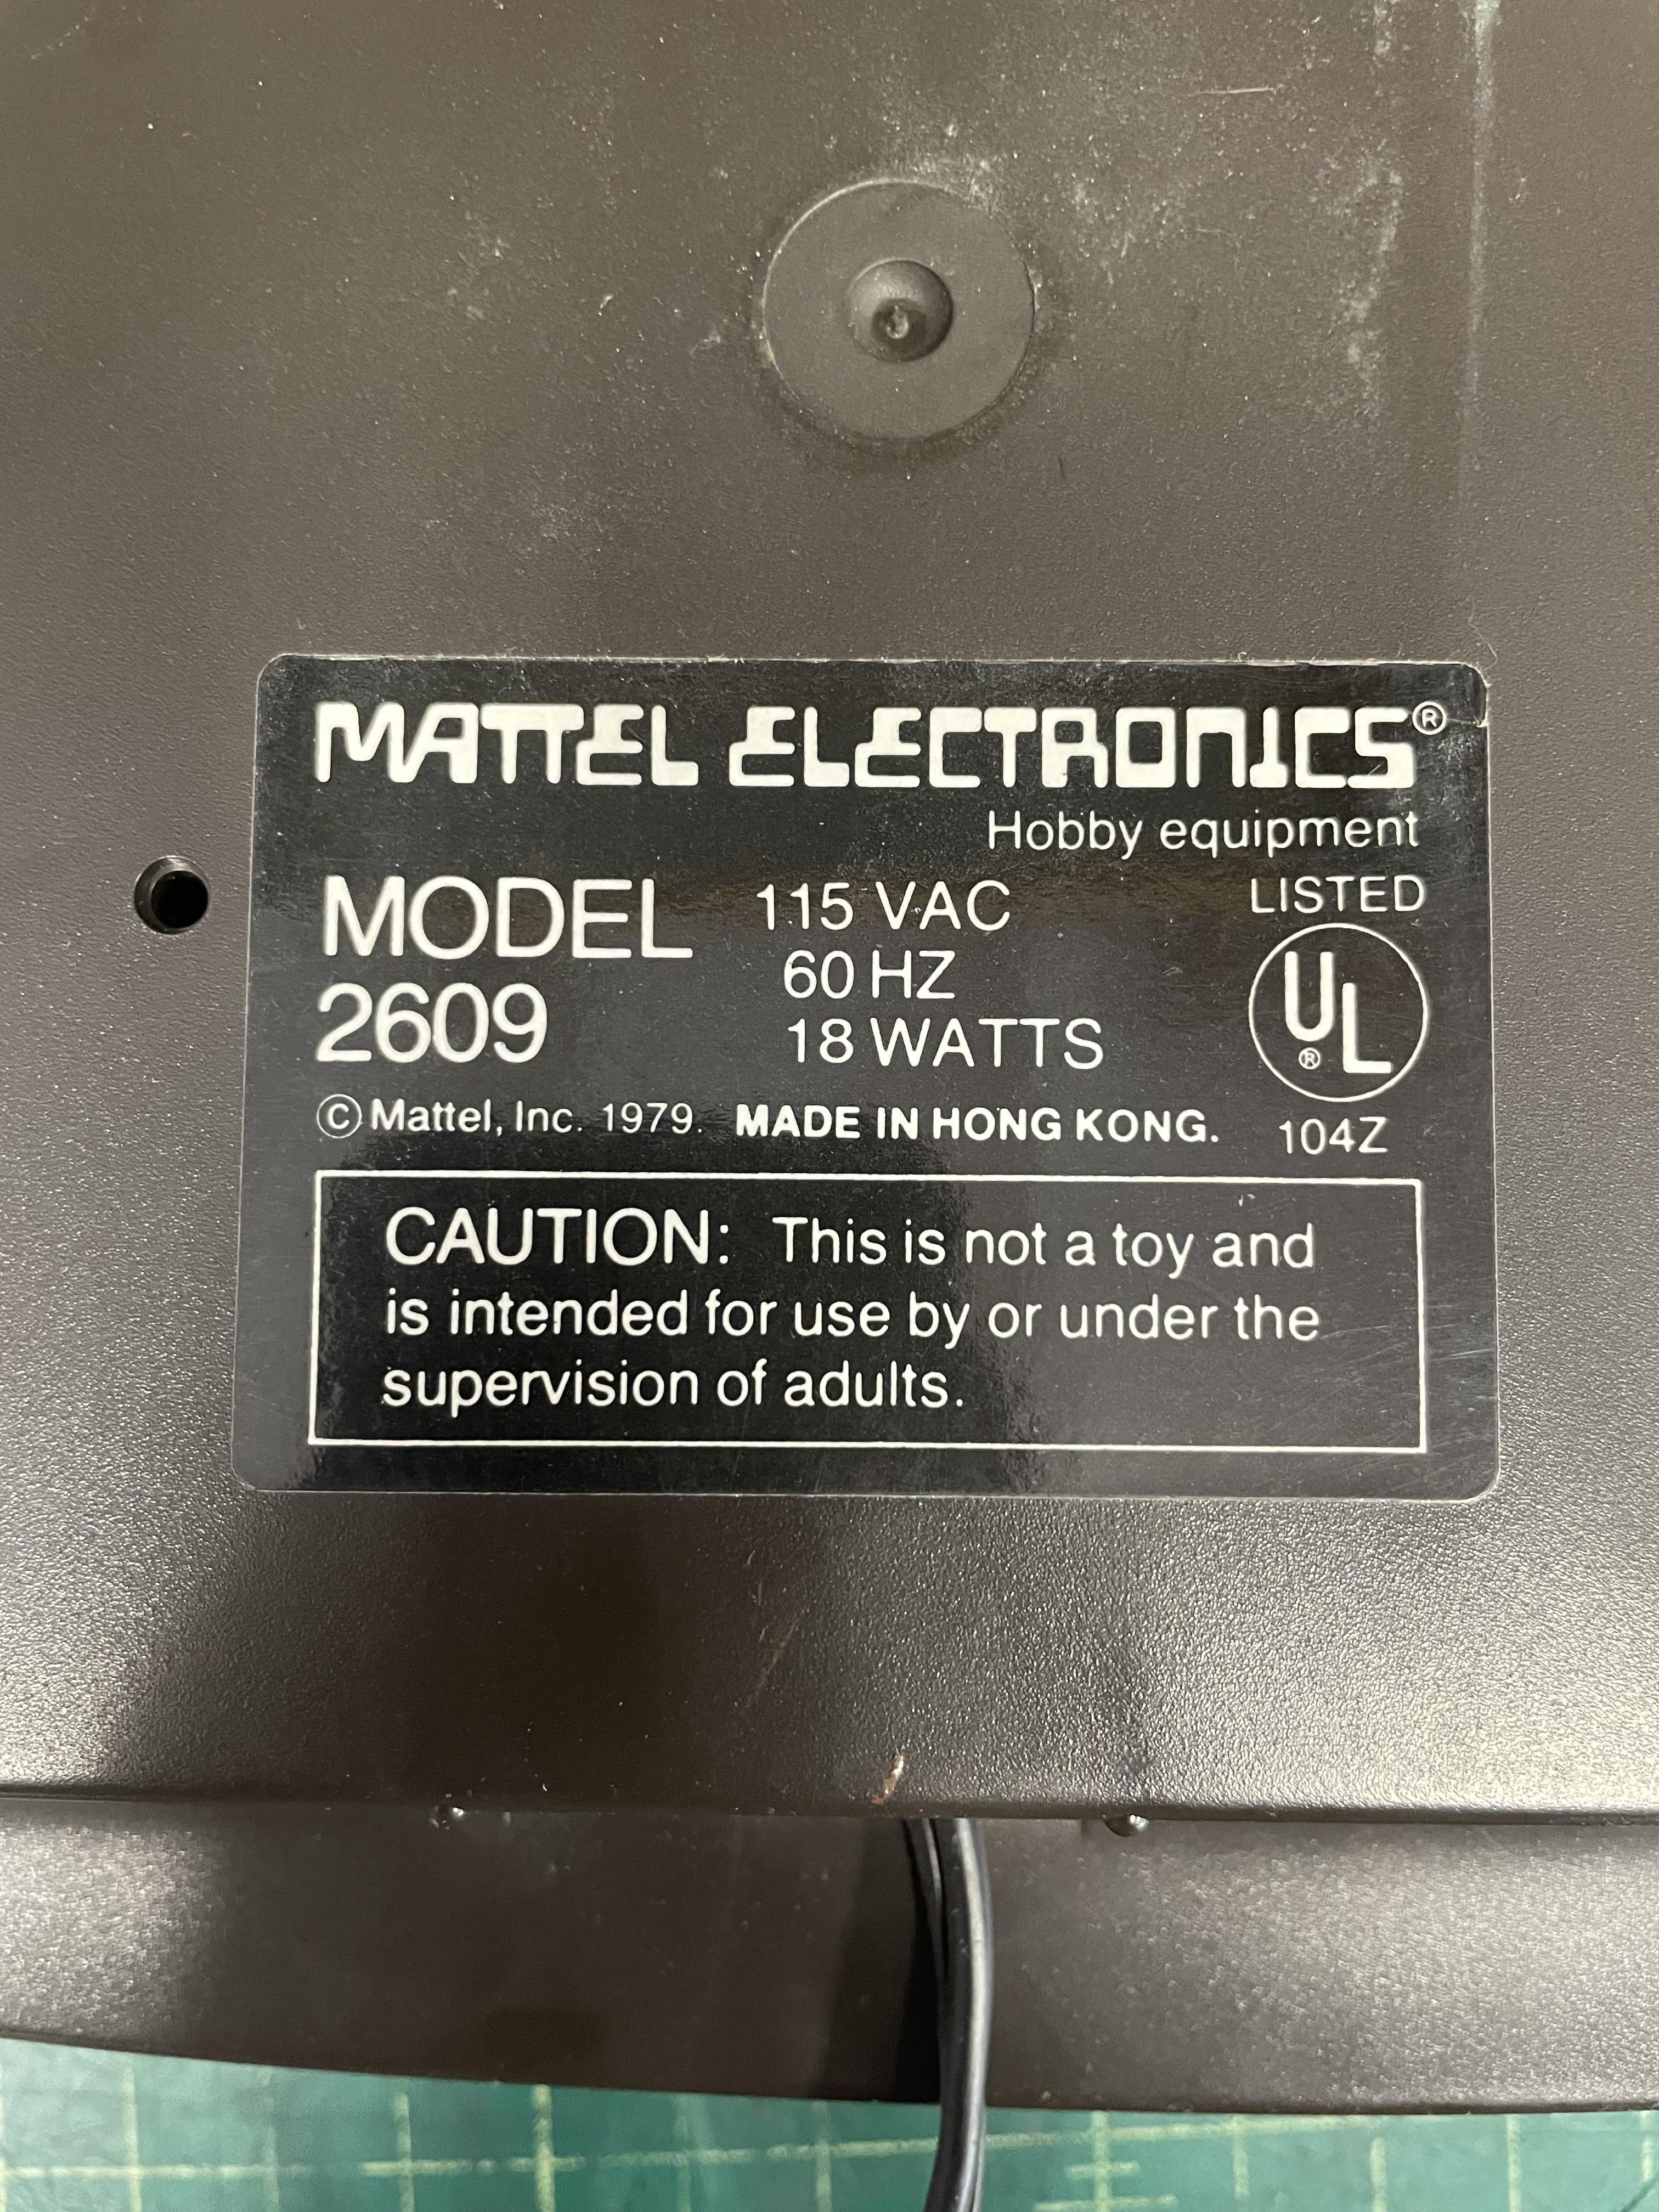 MATTEL ELECTRONICS®
Hobby equipment
MODEL
2609
115 VAC
60 HZ
18 WATTS
LISTED
UL
®
104Z
© Mattel, Inc. 1979. MADE IN HONG KONG.
CAUTION: This is not a toy and
is intended for use by or under the
supervision of adults.